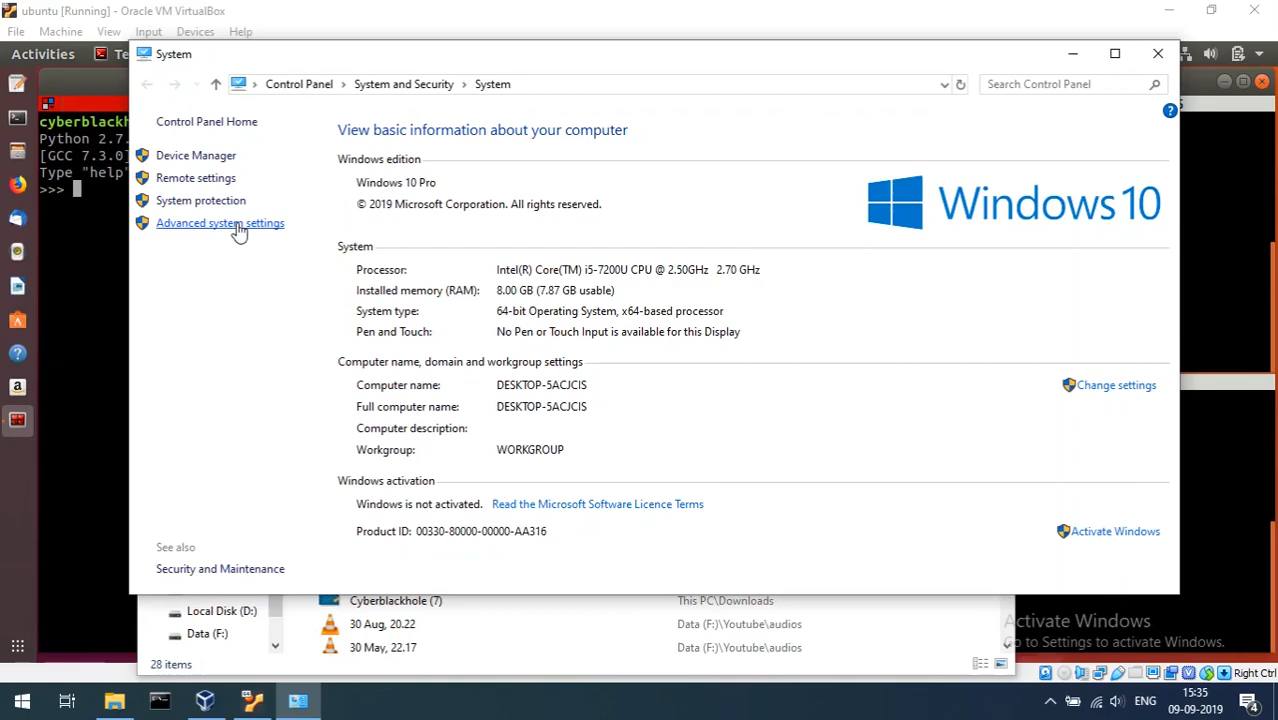 ubuntu [Running] - Oracle VM VirtualBox
File Machine View Input Devices Help
Activities Te
System
Control Panel System and Security System
Search Control Panel
cyberblackh
Python 2.7.
[GCC 7.3.0]
Type "help"
>>>
Control Panel Home
Device Manager
Remote settings
System protection
Advanced system settings
View basic information about your computer
Windows edition
Windows 10 Pro
© 2019 Microsoft Corporation. All rights reserved.
Windows 10
System
Processor: Intel(R) Core(TM) i5-7200U CPU @ 2.50GHz 2.70 GHz
Installed memory (RAM): 8.00 GB (7.87 GB usable)
System type: 64-bit Operating System, x64-based processor
Pen and Touch: No Pen or Touch Input is available for this Display
Computer name, domain and workgroup settings
Computer name: DESKTOP-5ACJCIS
Change settings
Full computer name: DESKTOP-5ACJCIS
Computer description:
Workgroup: WORKGROUP
Windows activation
Windows is not activated. Read the Microsoft Software Licence Terms
Product ID: 00330-80000-00000-AA316
Activate Windows
See also
Security and Maintenance
Local Disk (D:)
Data (F:)
Cyberblackhole (7) This PC\Downloads
30 Aug, 20.22 Data (F:)\Youtube\audios
30 May, 22.17 Data (F:)\Youtube\audios
28 items
Activate Windows
Go to Settings to activate Windows.
Right Ctrl
ENG
15:35
09-09-2019
4